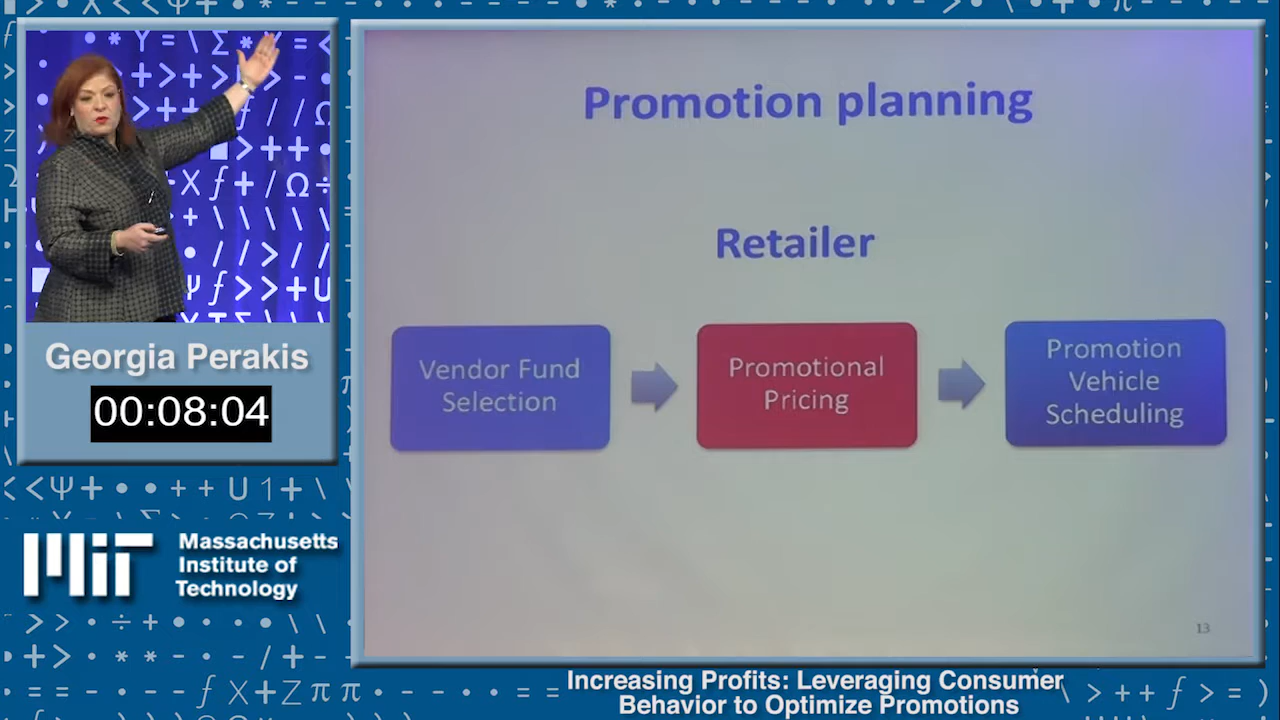 Promotion planning
Retailer
Vendor Fund
Selection
Promotional
Pricing
Promotion
Vehicle
Scheduling
13
Georgia Perakis
00:08:04
MIT
Massachusetts
Institute of
Technology
Increasing Profits: Leveraging Consumer
Behavior to Optimize Promotions